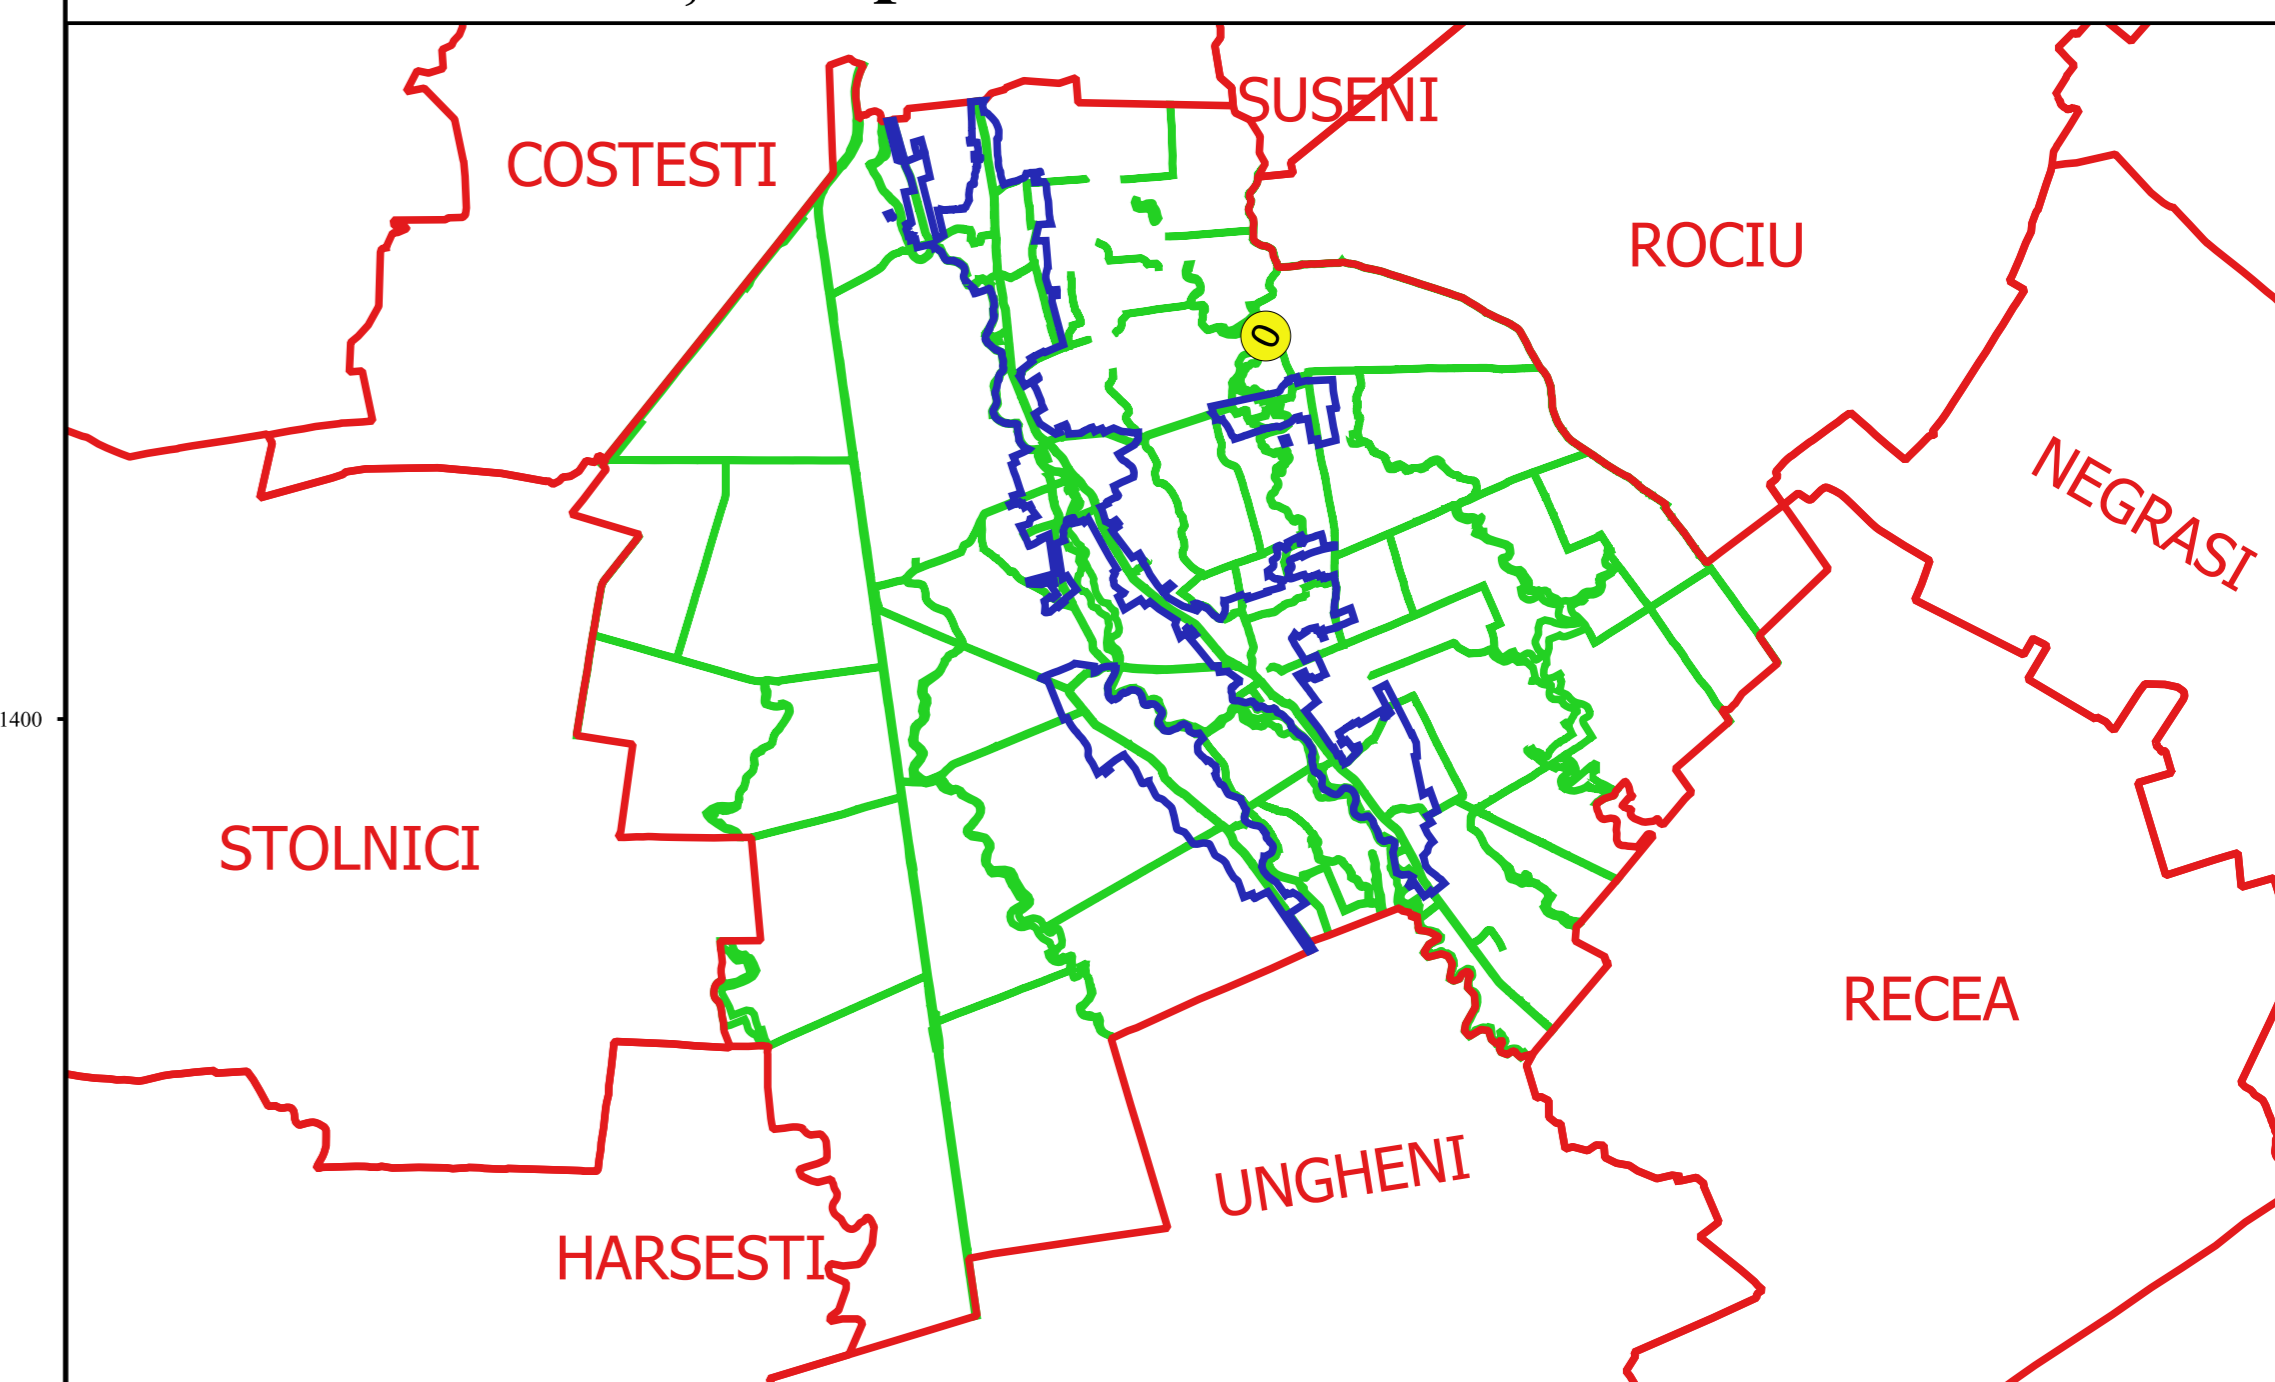 SUSENI
COSTESTI
ROCIU
0
NEGRASI
1400
STOLNICI
RECEA
UNGHENI
HARSESTI